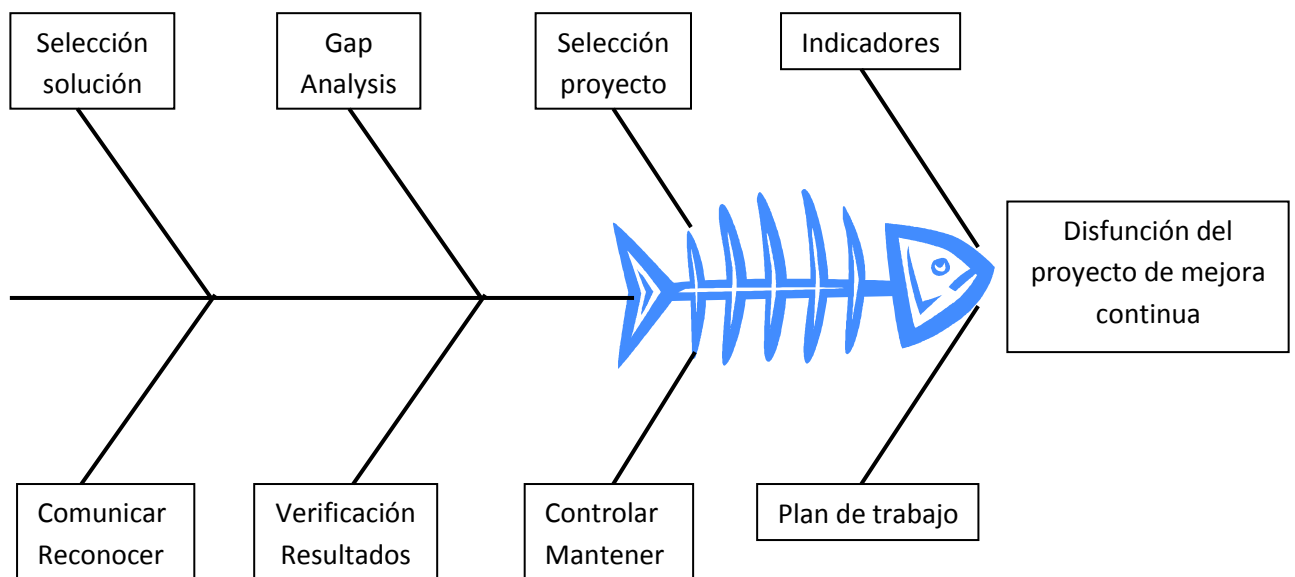 Selección
solución
Gap
Analysis
Selección
proyecto
Indicadores
Disfunción del
proyecto de mejora
continua
Comunicar
Reconocer
Verificación
Resultados
Controlar
Mantener
Plan de trabajo